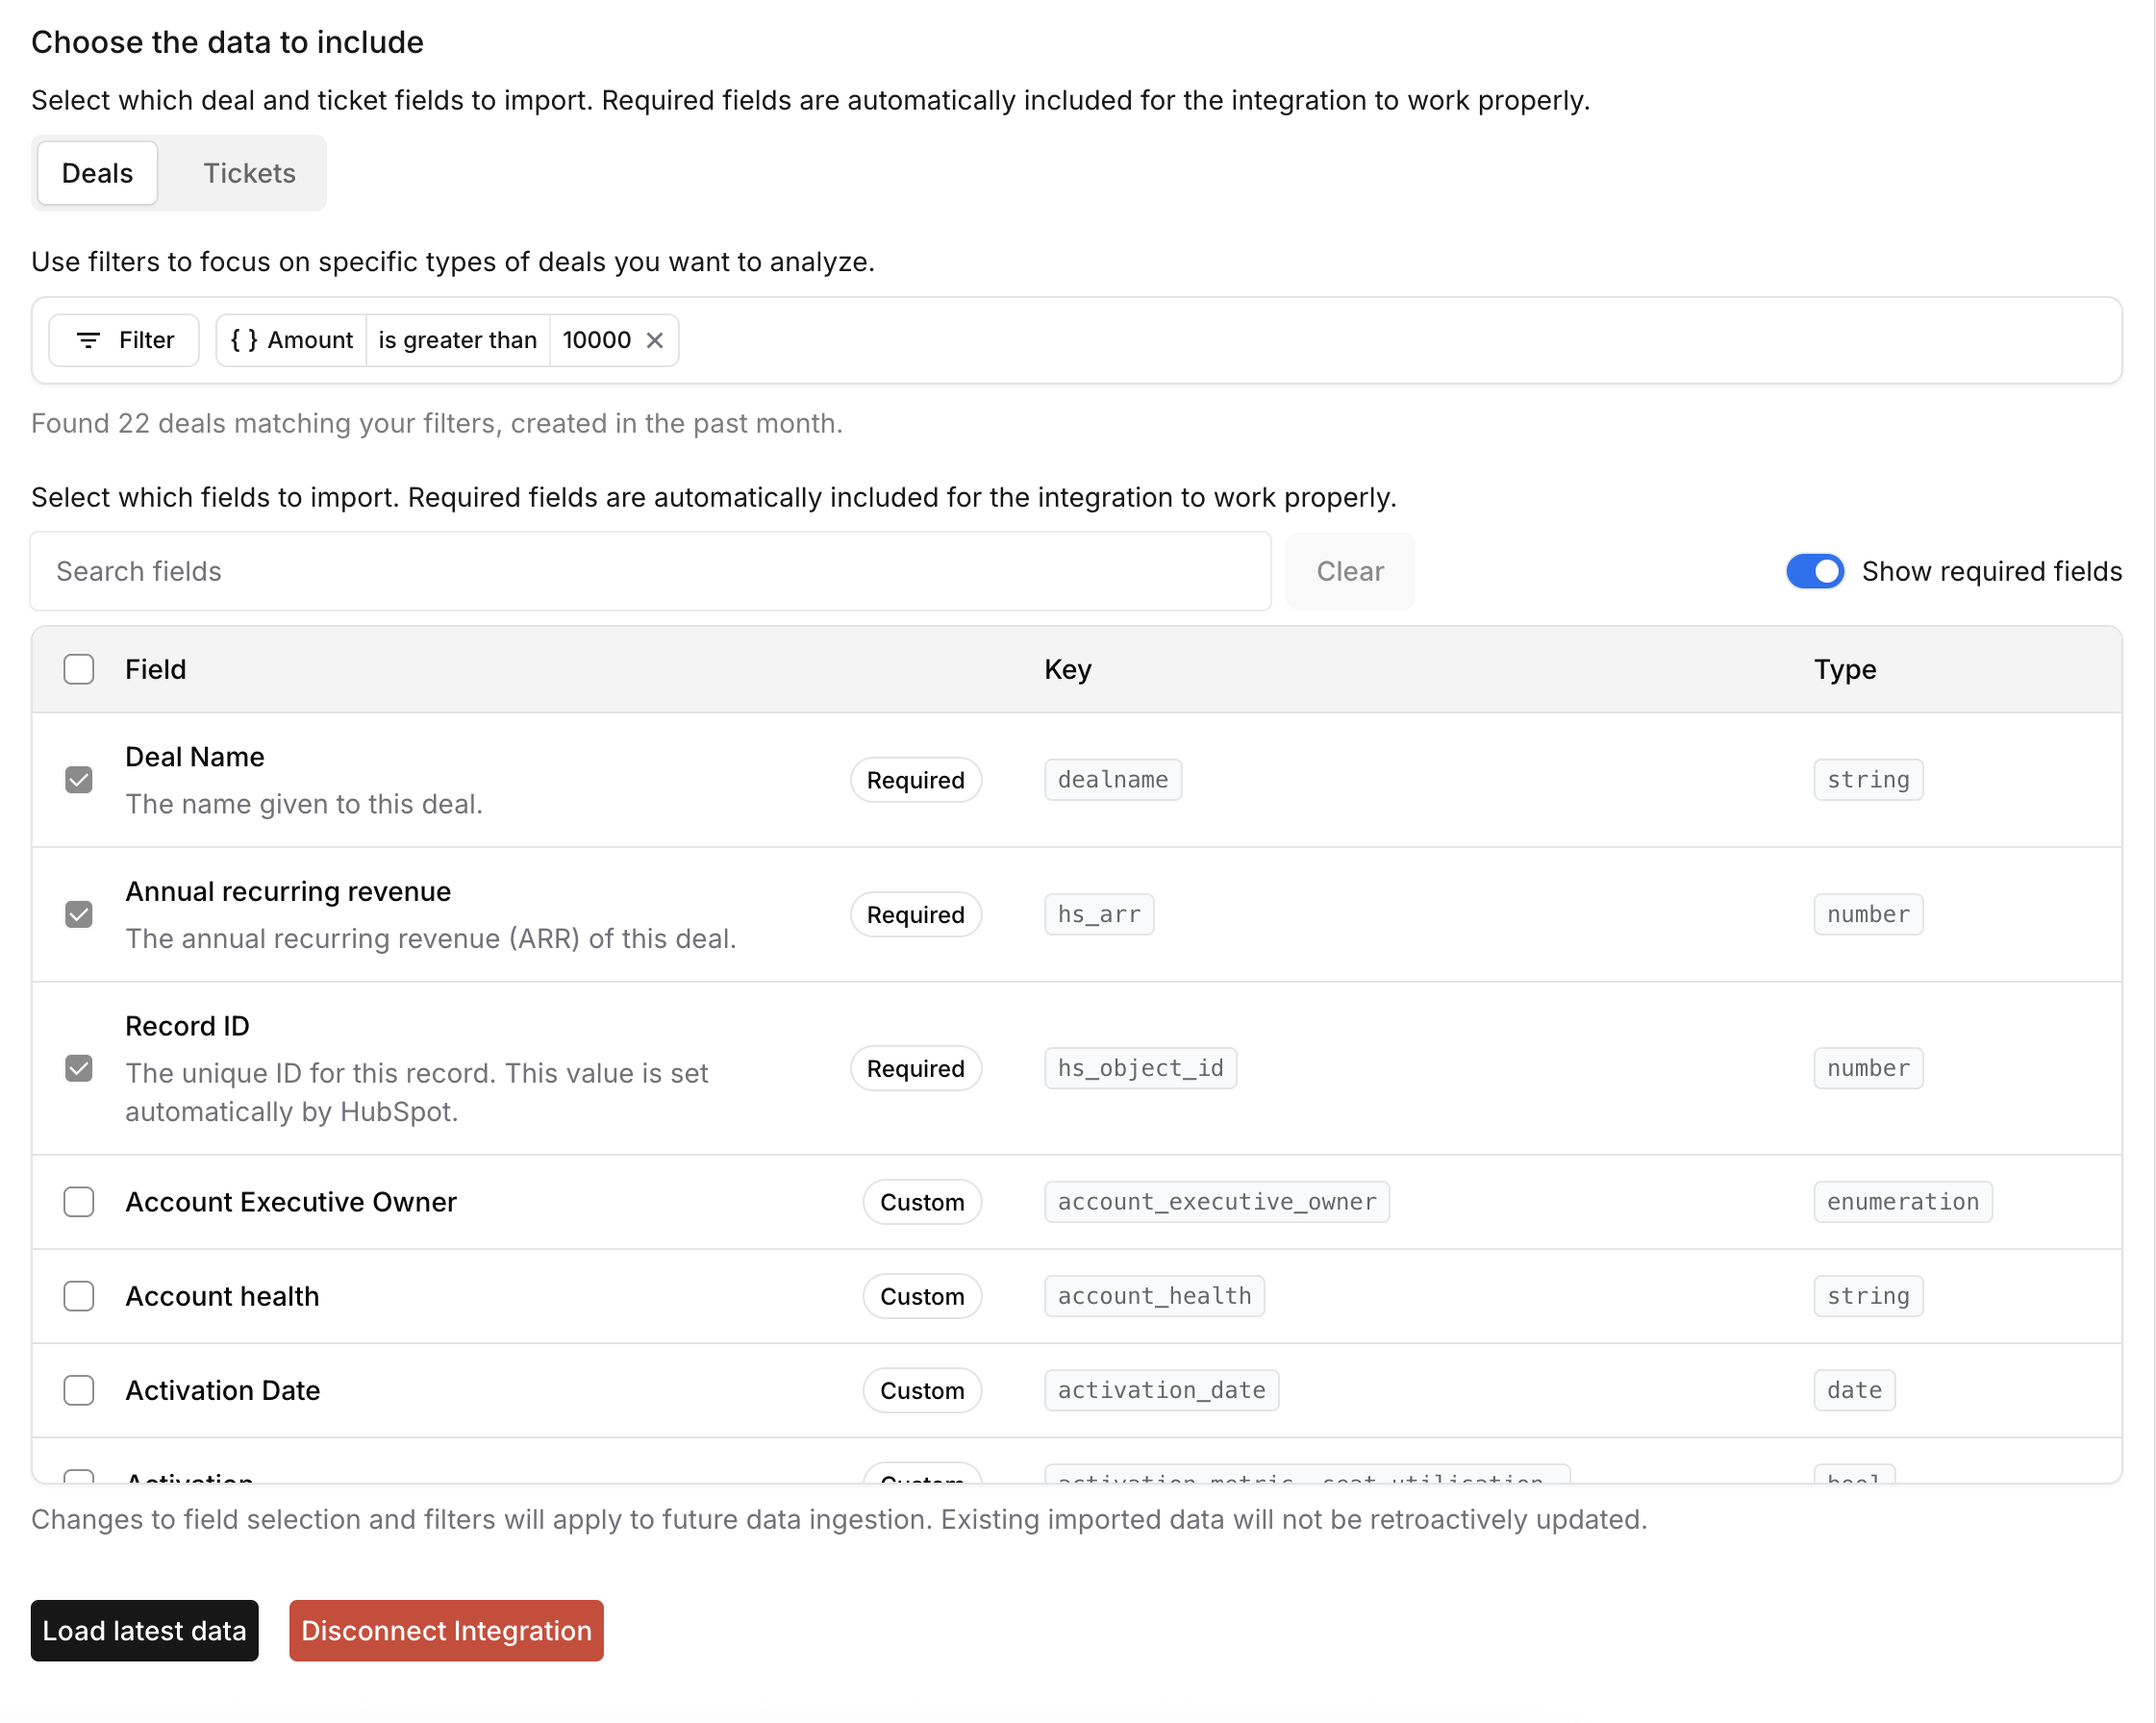 Choose the data to include
Select which deal and ticket fields to import. Required fields are automatically included for the integration to work properly.
Deals Tickets
Use filters to focus on specific types of deals you want to analyze.
Filter { } Amount is greater than 10000
Found 22 deals matching your filters, created in the past month.
Select which fields to import. Required fields are automatically included for the integration to work properly.
Search fields Clear Show required fields
Field Key Type
Deal Name
The name given to this deal.
Required dealname string
Annual recurring revenue
The annual recurring revenue (ARR) of this deal.
Required hs_arr number
Record ID
The unique ID for this record. This value is set
automatically by HubSpot.
Required hs_object_id number
Account Executive Owner Custom account_executive_owner enumeration
Account health Custom account_health string
Activation Date Custom activation_date date
Activation Custom bool
Changes to field selection and filters will apply to future data ingestion. Existing imported data will not be retroactively updated.
Load latest data Disconnect Integration